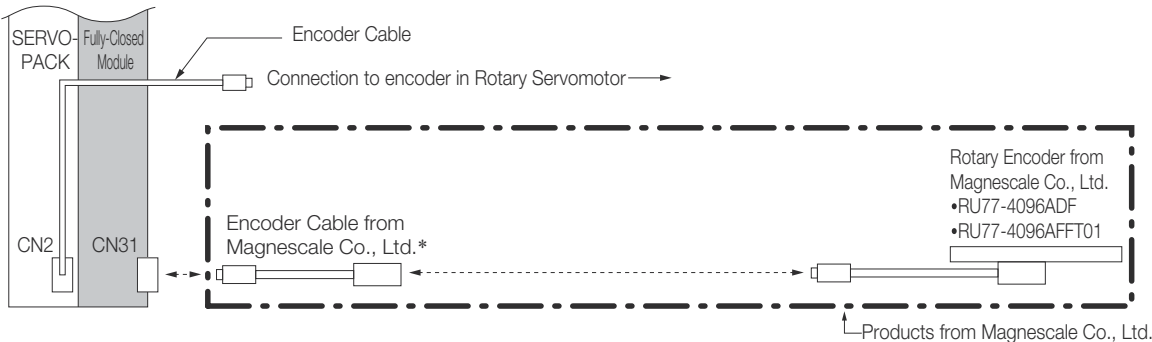 SERVO-
PACK
Fully-Closed
Module
Encoder Cable
Connection to encoder in Rotary Servomotor
Rotary Encoder from
Magnescale Co., Ltd.
•RU77-4096ADF
•RU77-4096AFFT01
Encoder Cable from
Magnescale Co., Ltd.*
CN2
CN31
Products from Magnescale Co., Ltd.